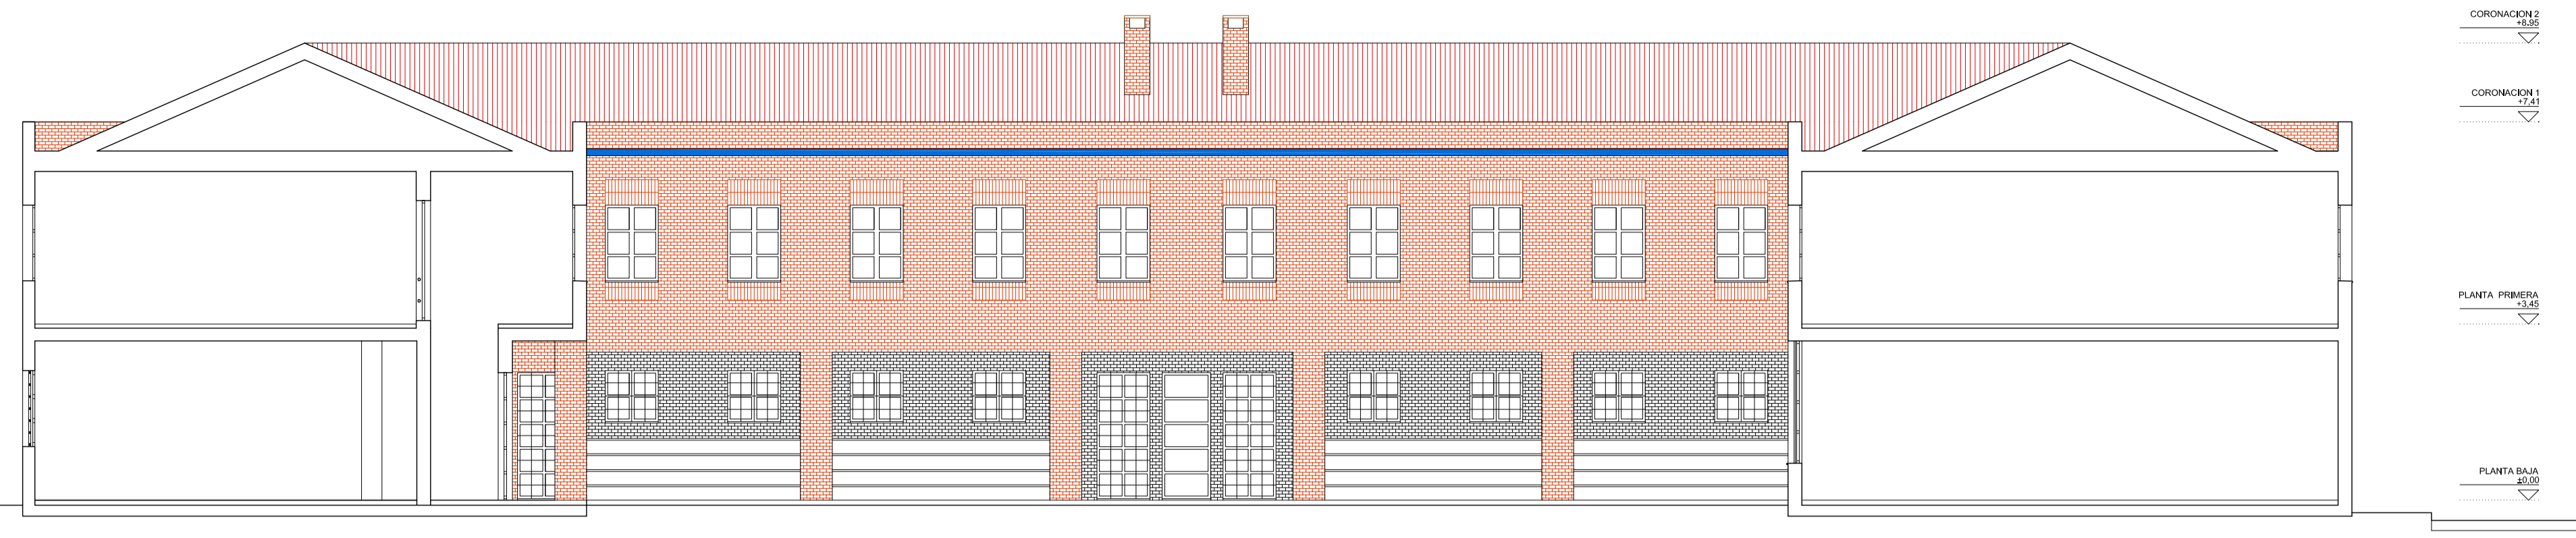 CORONACION 2
+8.95
CORONACION 1
+7,41
PLANTA PRIMERA
+3,45
PLANTA BAJA
±0,00